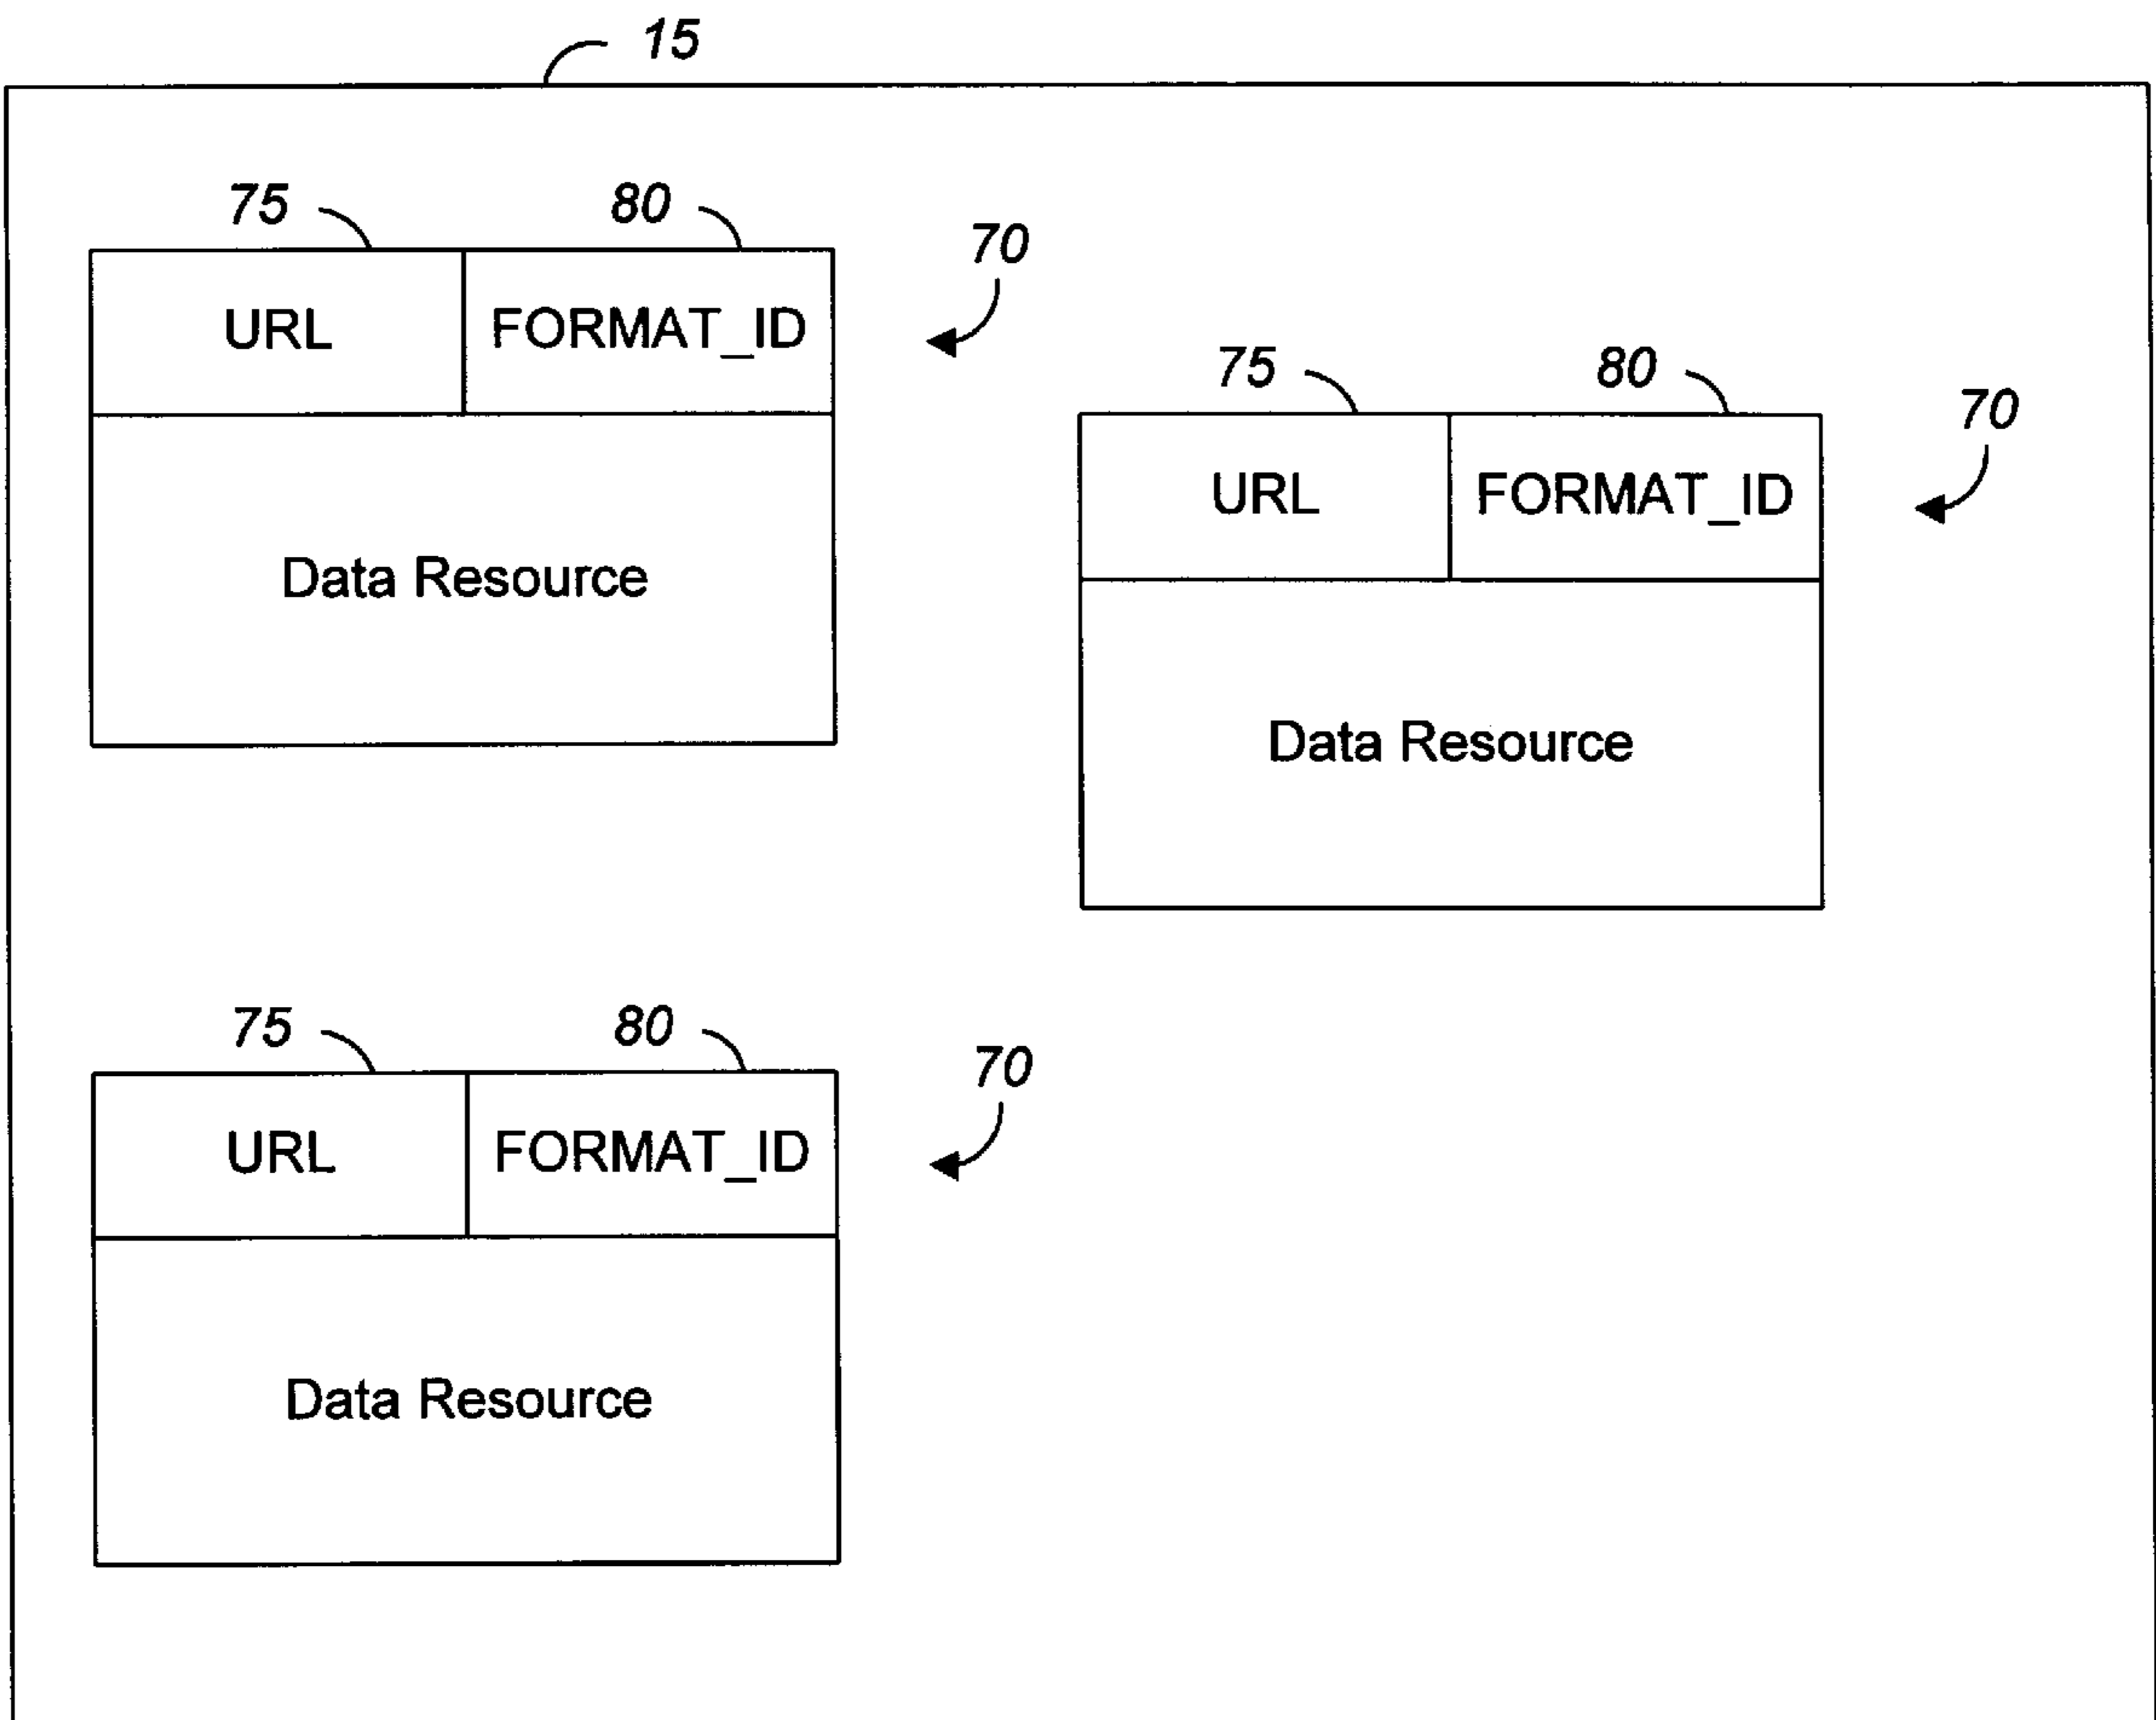 15
75 80
70
URL FORMAT_ID
Data Resource
75 80
70
URL FORMAT_ID
Data Resource
75 80
70
URL FORMAT_ID
Data Resource